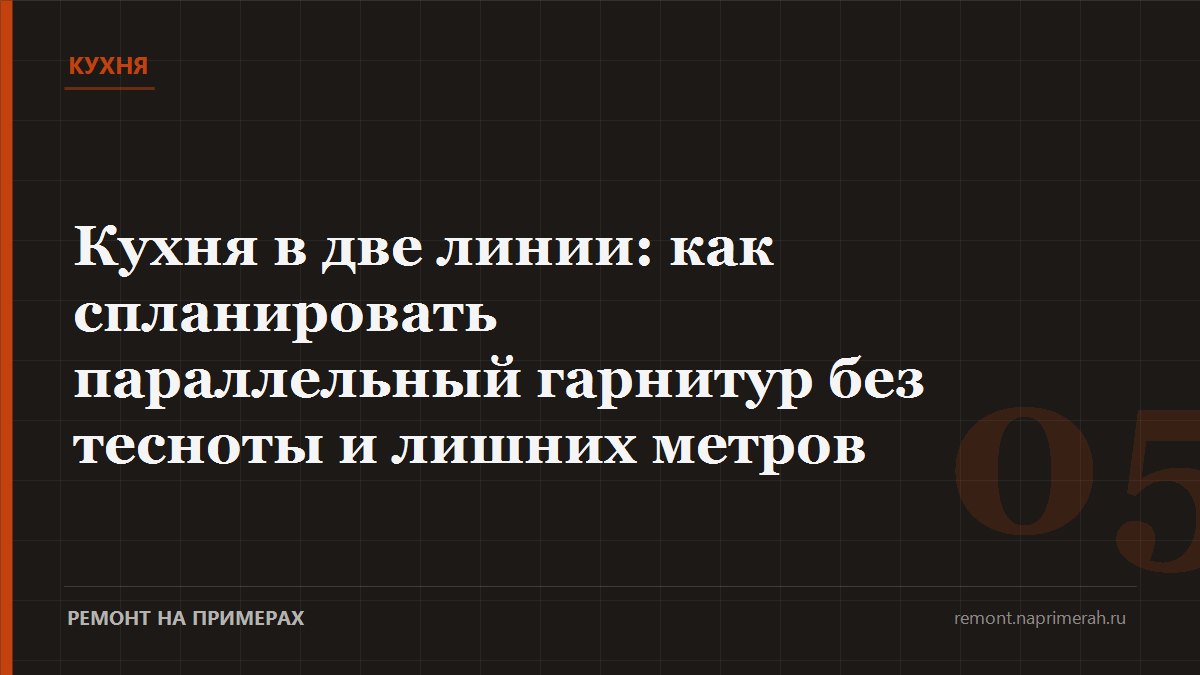 КУХНЯ
Кухня в две линии: как
спланировать
параллельный гарнитур без
тесноты и лишних метров
05
РЕМОНТ НА ПРИМЕРАХ
remont.naprimerah.ru